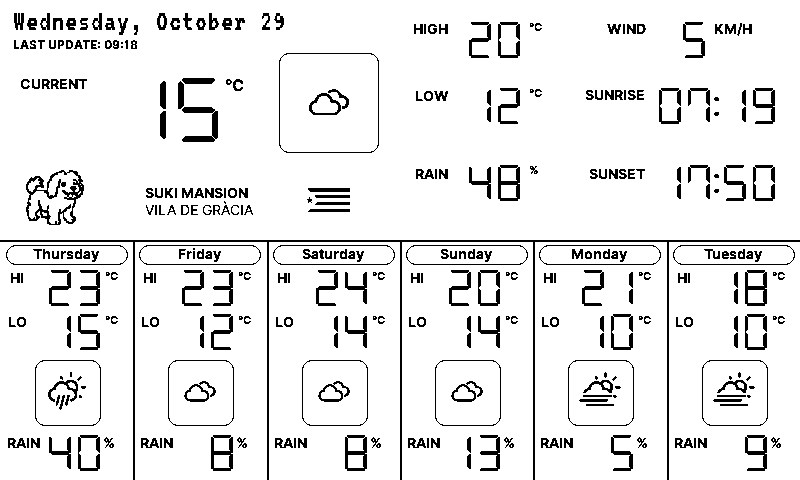 Wednesday, October 29
LAST UPDATE: 09:18
CURRENT 15 °C
SUKI MANSION
VILA DE GRÀCIA
HIGH 20 °C
LOW 12 °C
RAIN 48 %
WIND 5 KM/H
SUNRISE 07:19
SUNSET 17:50
Thursday
HI 23 °C
LO 15 °C
RAIN 40 %
Friday
HI 23 °C
LO 12 °C
RAIN 8 %
Saturday
HI 24 °C
LO 14 °C
RAIN 8 %
Sunday
HI 20 °C
LO 14 °C
RAIN 13 %
Monday
HI 21 °C
LO 10 °C
RAIN 5 %
Tuesday
HI 18 °C
LO 10 °C
RAIN 9 %